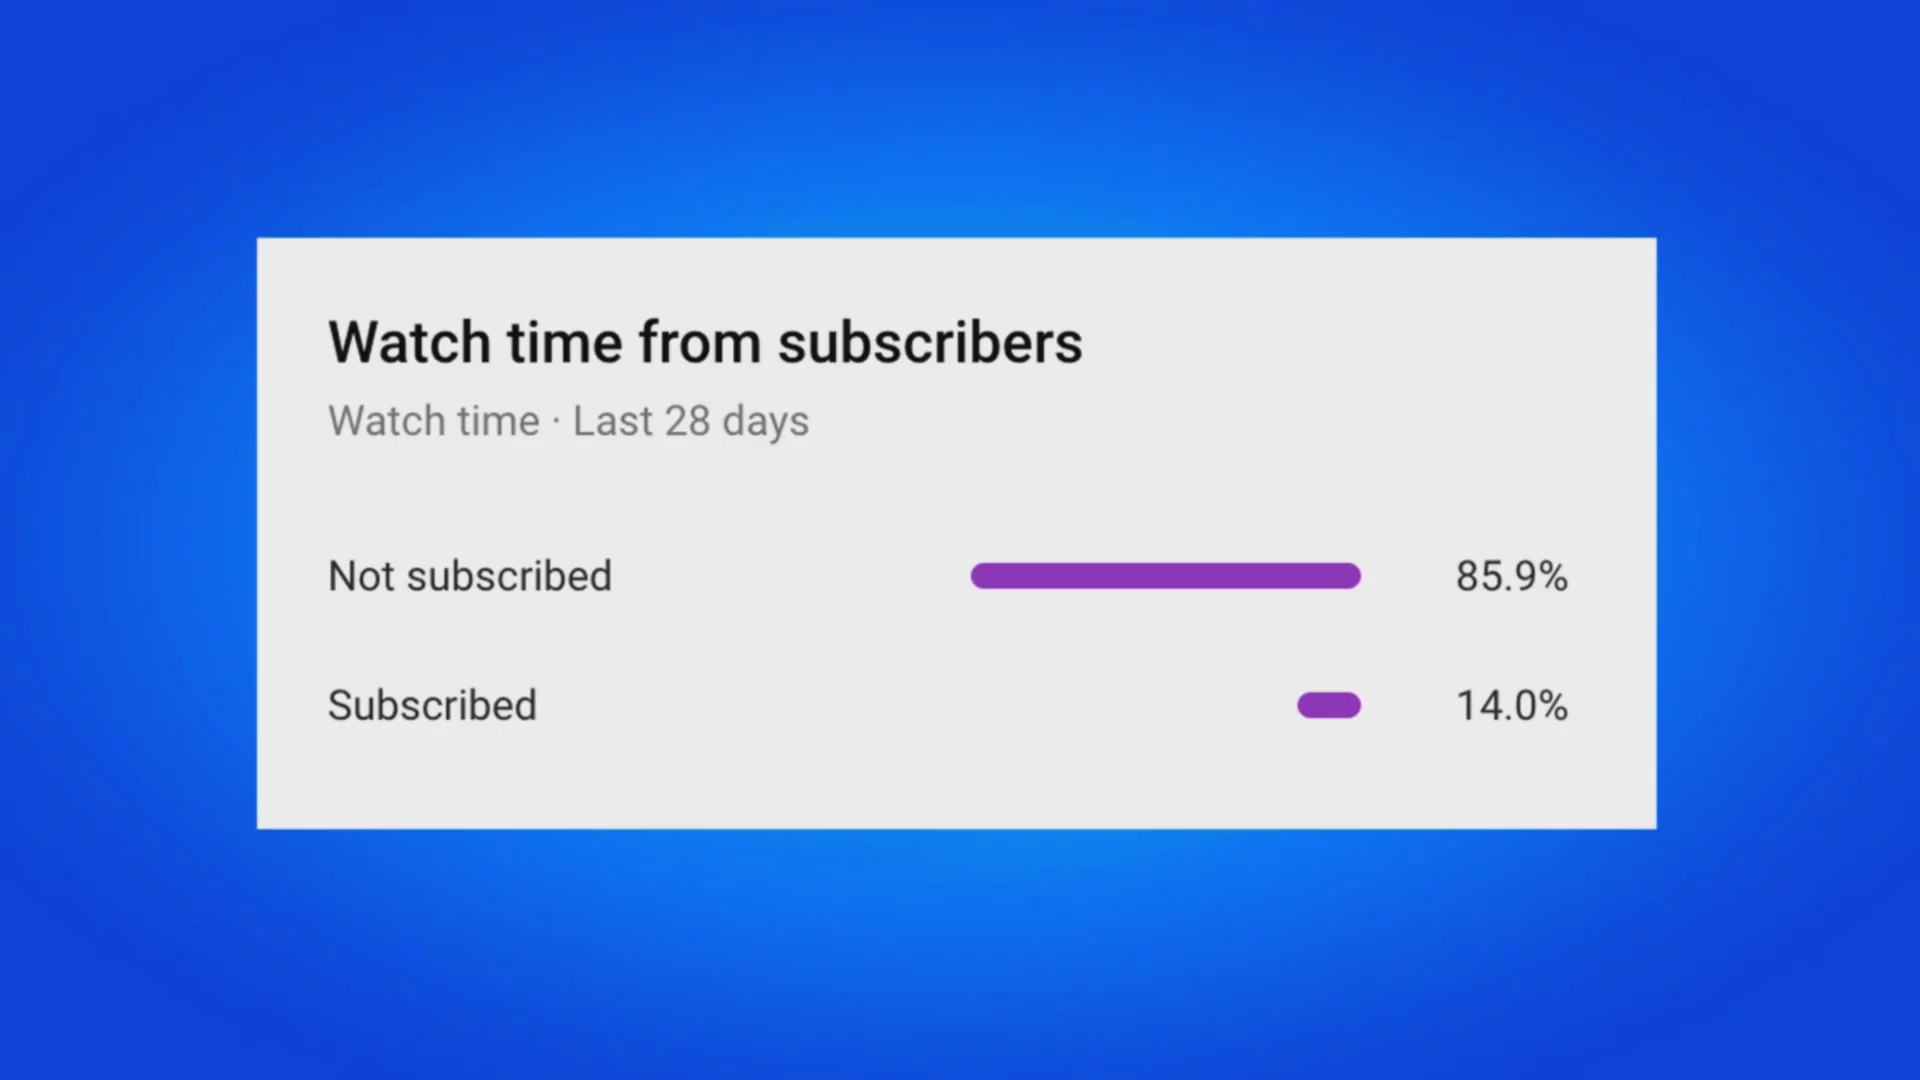 Watch time from subscribers
Watch time · Last 28 days
Not subscribed 85.9%
Subscribed 14.0%